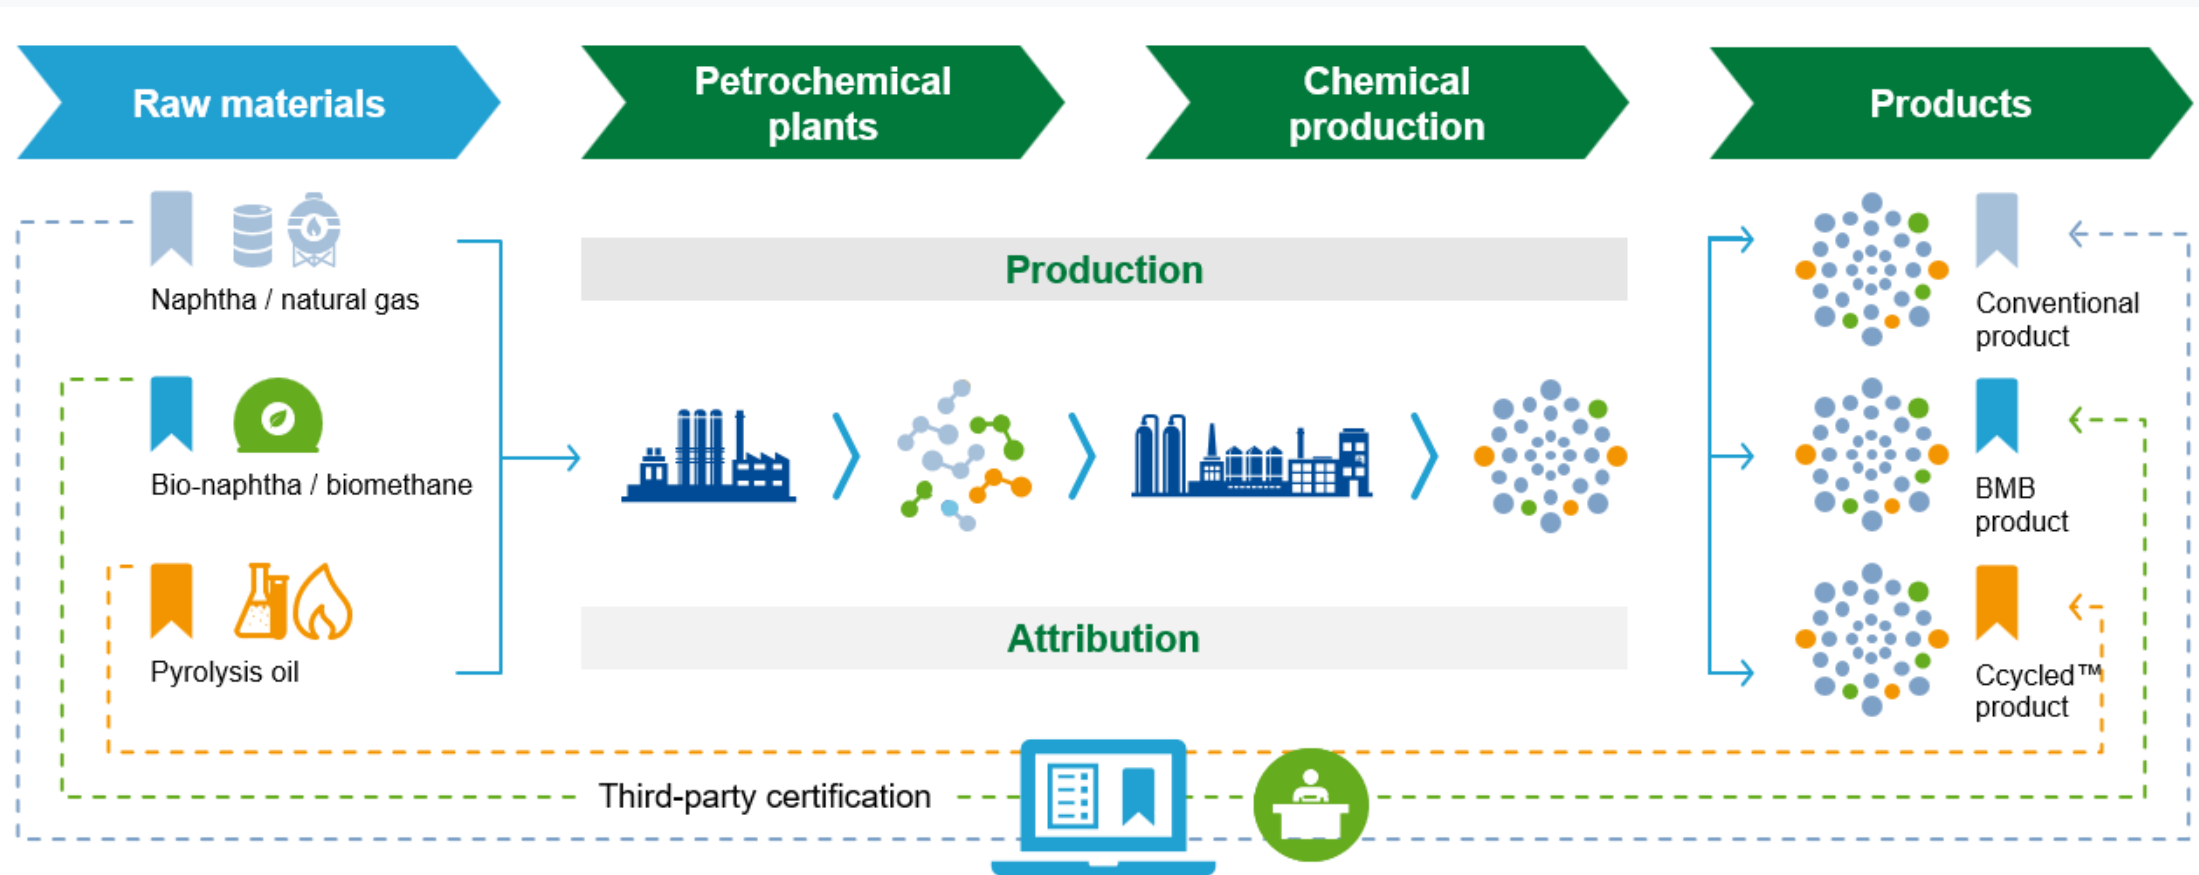 Raw materials
Petrochemical
plants
Chemical
production
Products
Naphtha / natural gas
Production
Conventional
product
Bio-naphtha / biomethane
BMB
product
Pyrolysis oil
Attribution
Ccycled™
product
Third-party certification